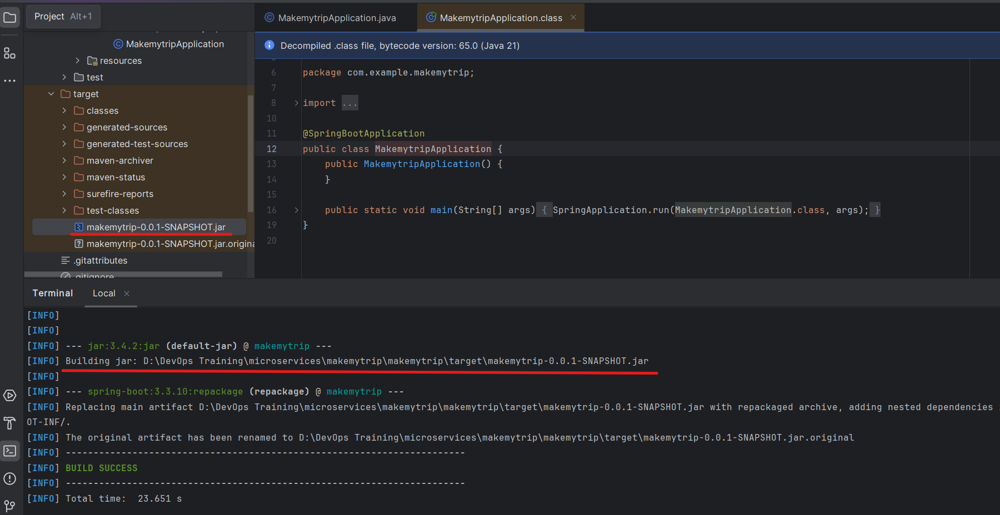 Project Alt+1
MakemytripApplication
resources
test
target
classes
generated-sources
generated-test-sources
maven-archiver
maven-status
surefire-reports
test-classes
makemytrip-0.0.1-SNAPSHOT.jar
makemytrip-0.0.1-SNAPSHOT.jar.origina
.gitattributes
.gitignore
MakemytripApplication.java
MakemytripApplication.class
Decompiled .class file, bytecode version: 65.0 (Java 21)
6 package com.example.makemytrip;
7
8 import ...
10
11 @SpringBootApplication
12 public class MakemytripApplication {
13 public MakemytripApplication() {
14 }
15
16 public static void main(String[] args) { SpringApplication.run(MakemytripApplication.class, args); }
19 }
20
Terminal Local
[INFO]
[INFO]
[INFO] --- jar:3.4.2:jar (default-jar) @ makemytrip ---
[INFO] Building jar: D:\DevOps Training\microservices\makemytrip\makemytrip\target\makemytrip-0.0.1-SNAPSHOT.jar
[INFO]
[INFO] --- spring-boot:3.3.10:repackage (repackage) @ makemytrip ---
[INFO] Replacing main artifact D:\DevOps Training\microservices\makemytrip\makemytrip\target\makemytrip-0.0.1-SNAPSHOT.jar with repackaged archive, adding nested dependencies
OT-INF/.
[INFO] The original artifact has been renamed to D:\DevOps Training\microservices\makemytrip\makemytrip\target\makemytrip-0.0.1-SNAPSHOT.jar.original
[INFO] ------------------------------------------------------------------------
[INFO] BUILD SUCCESS
[INFO] ------------------------------------------------------------------------
[INFO] Total time:  23.651 s